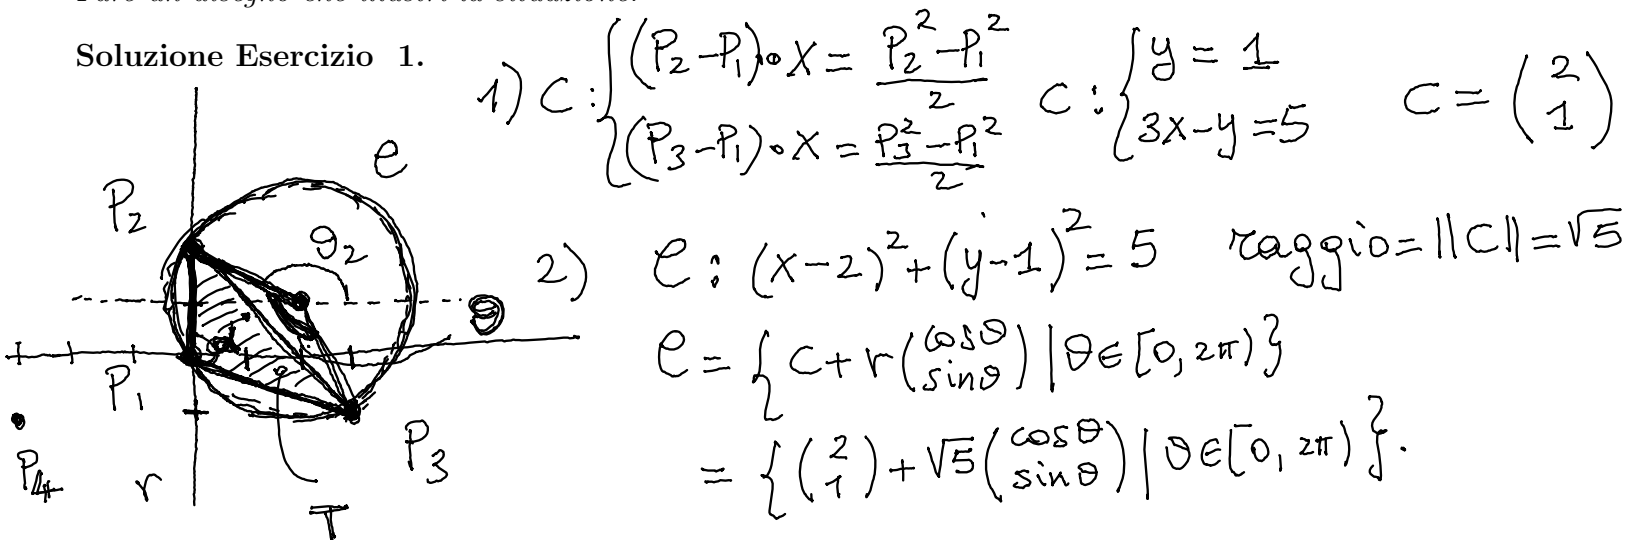 Fare un disegno che illustri la situazione.
Soluzione Esercizio 1.
1) C: { (P₂-P₁)•X = (P₂²-P₁²)/2
(P₃-P₁)•X = (P₃²-P₁²)/2
C: { y = 1
3x-y=5
C = (2 1)
2) C: (x-2)²+(y-1)²=5 raggio=||C||=√5
C = { C+r(cosθ sinθ) | θ∈[0,2π) }
= { (2 1)+√5(cosθ sinθ) | θ∈[0,2π) }.
C
P₂
θ₂
θ
α
P₁
P₃
P₄
r
T